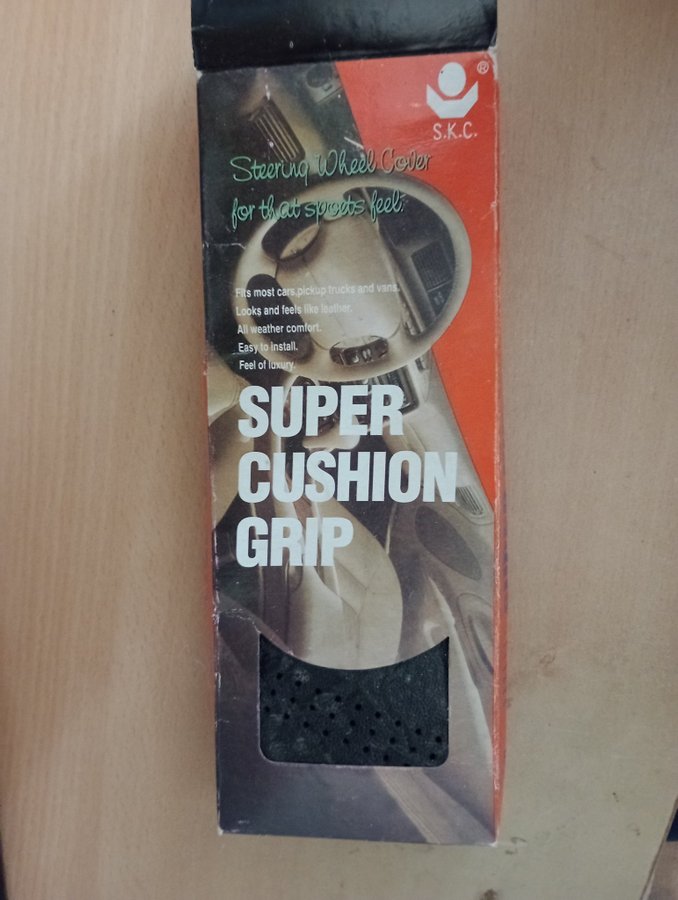 ®
S.K.C.
Steering Wheel Cover
for that sports feel.
Fits most cars,pickup trucks and vans.
Looks and feels like leather.
All weather comfort.
Easy to install.
Feel of luxury.
SUPER
CUSHION
GRIP